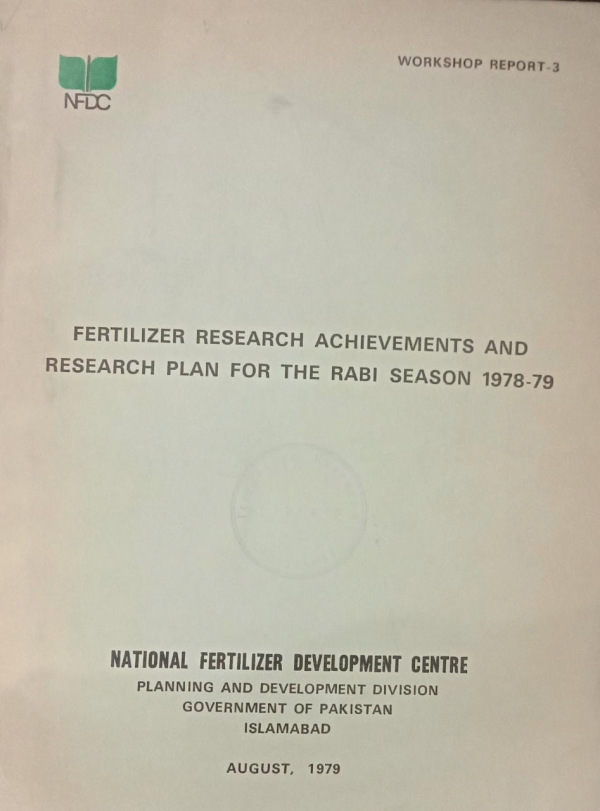 NFDC
WORKSHOP REPORT-3
FERTILIZER RESEARCH ACHIEVEMENTS AND
RESEARCH PLAN FOR THE RABI SEASON 1978-79
NATIONAL FERTILIZER DEVELOPMENT CENTRE
PLANNING AND DEVELOPMENT DIVISION
GOVERNMENT OF PAKISTAN
ISLAMABAD
AUGUST, 1979